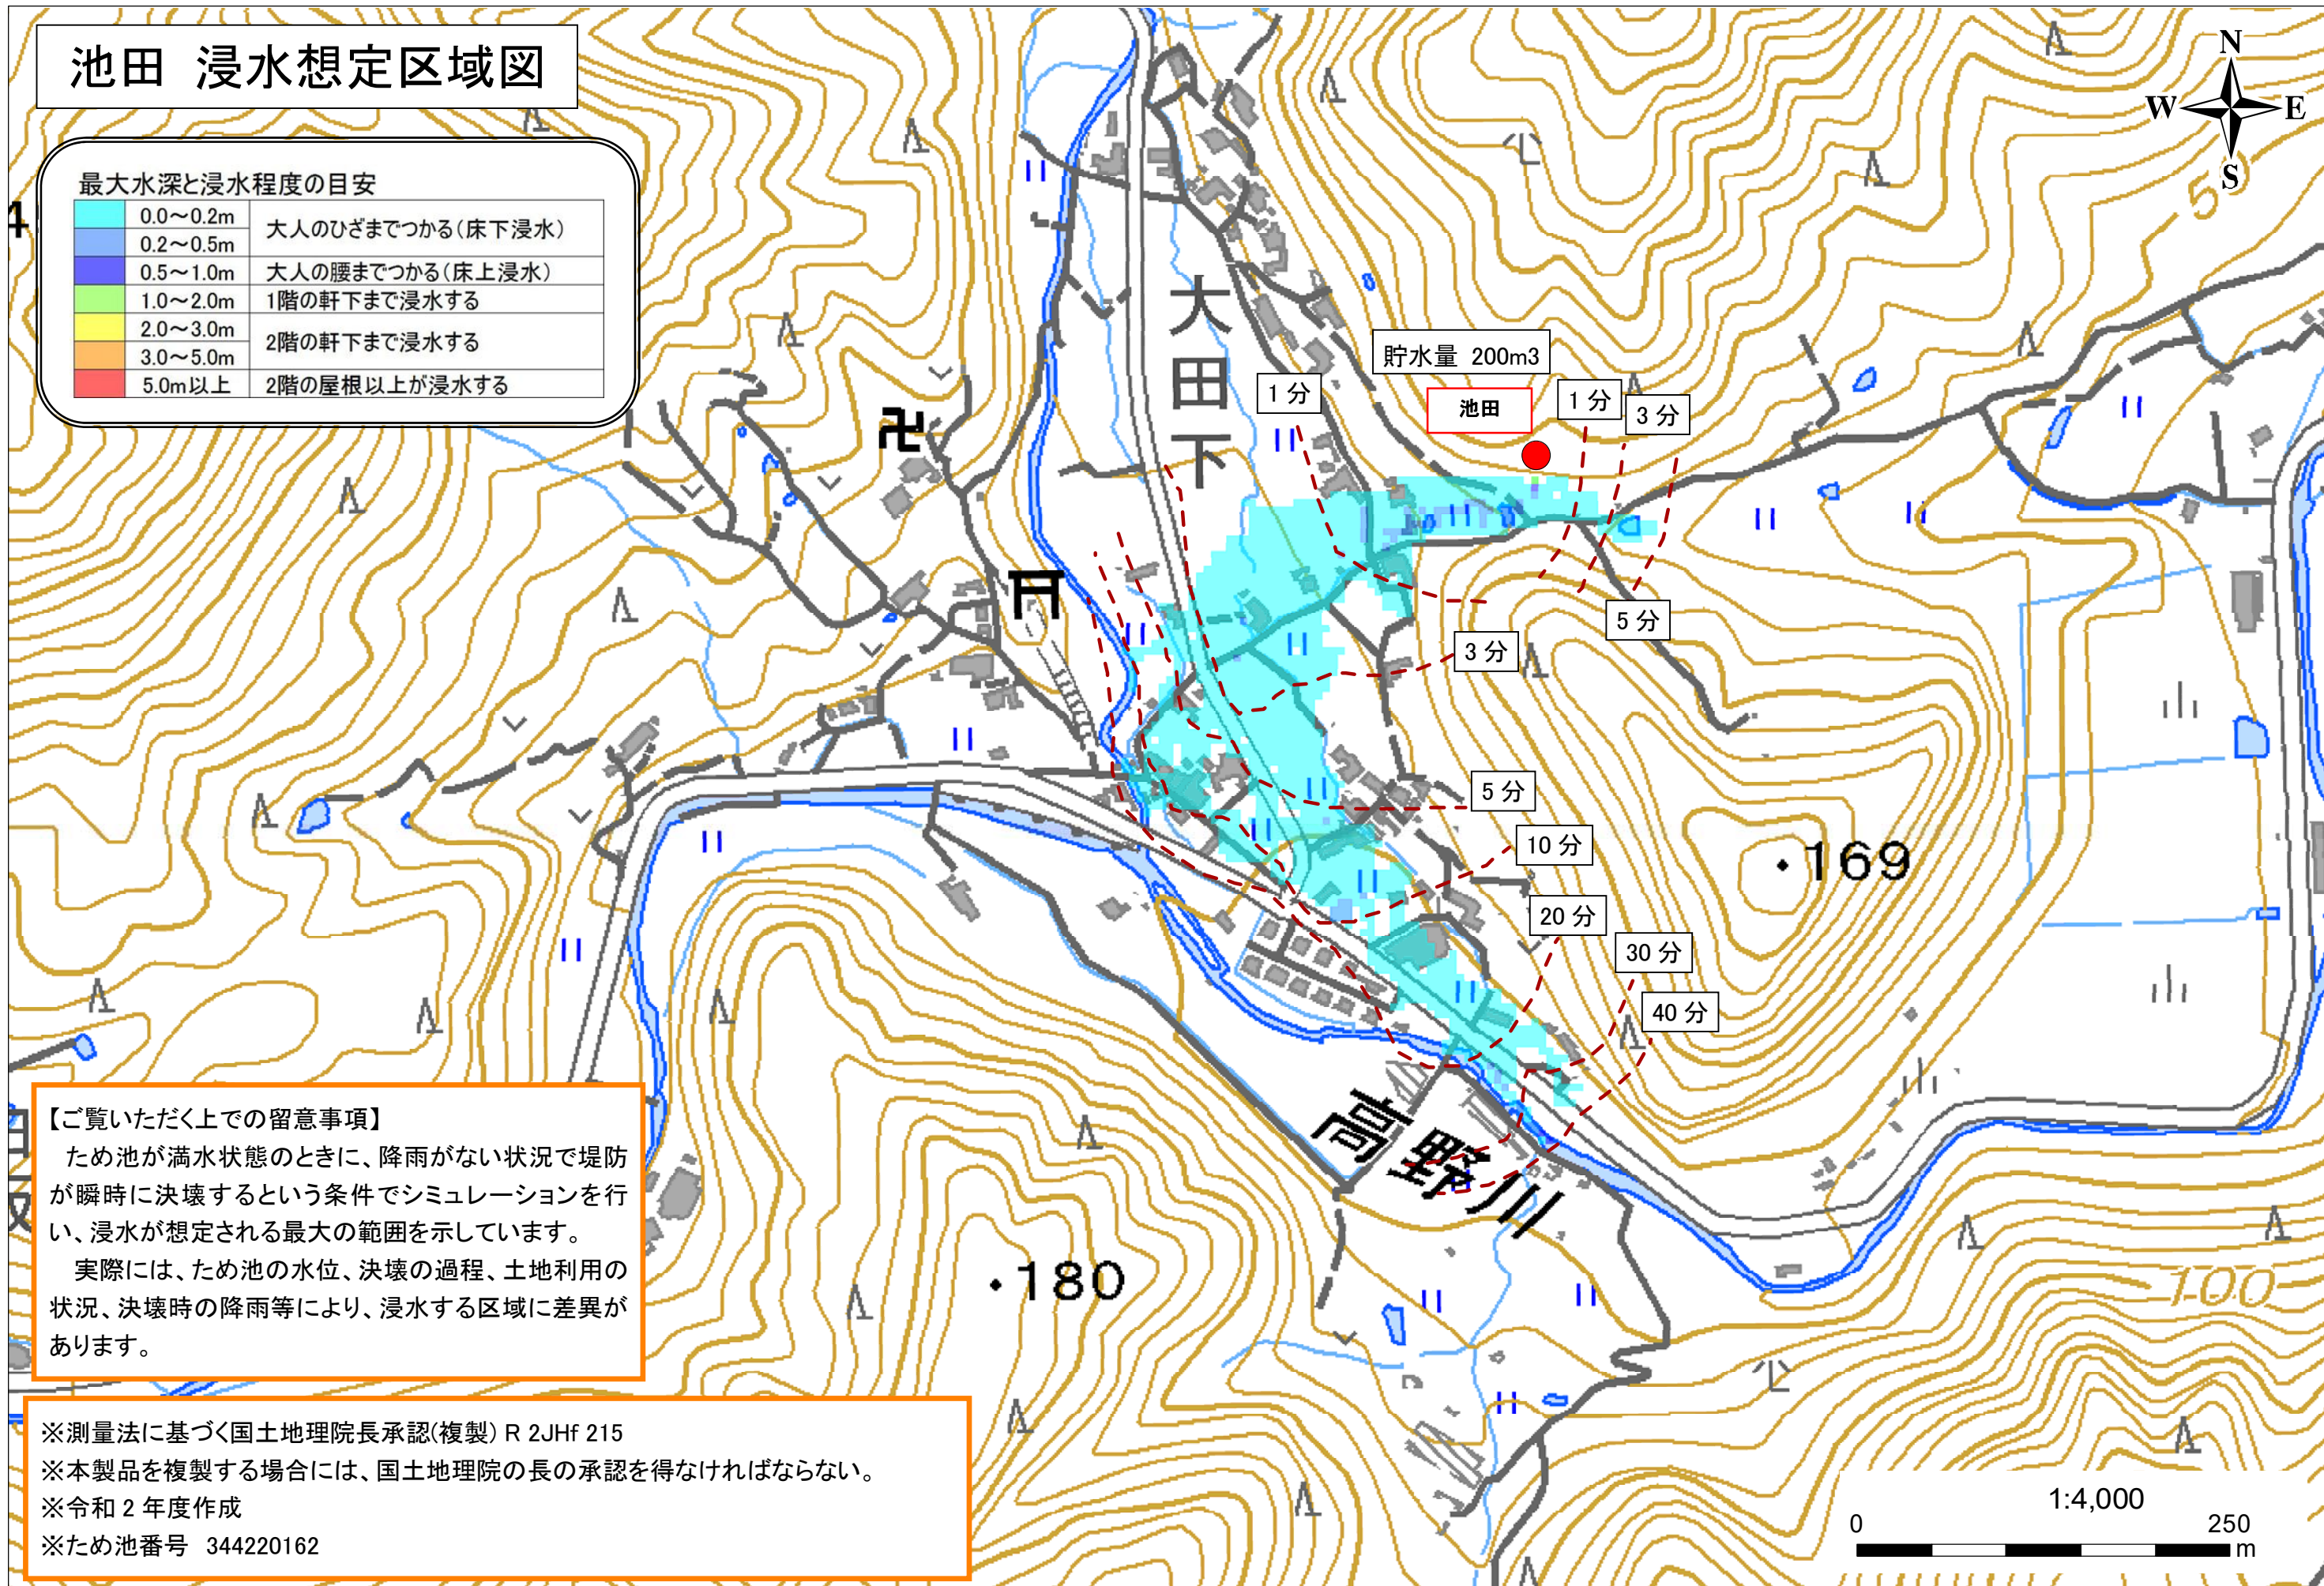 池田 浸水想定区域図
N
W E
S
最大水深と浸水程度の目安
0.0～0.2m
大人のひざまでつかる(床下浸水)
0.2～0.5m
0.5～1.0m 大人の腰までつかる(床上浸水)
1.0～2.0m 1階の軒下まで浸水する
2.0～3.0m
2階の軒下まで浸水する
3.0～5.0m
5.0m以上 2階の屋根以上が浸水する
大田下
貯水量 200m3
池田
1 分
1 分
3 分
5 分
3 分
5 分
10 分
20 分
30 分
40 分
169
180
100
高野川
【ご覧いただく上での留意事項】
ため池が満水状態のときに、降雨がない状況で堤防
が瞬時に決壊するという条件でシミュレーションを行
い、浸水が想定される最大の範囲を示しています。
実際には、ため池の水位、決壊の過程、土地利用の
状況、決壊時の降雨等により、浸水する区域に差異が
あります。
※測量法に基づく国土地理院長承認(複製) R 2JHf 215
※本製品を複製する場合には、国土地理院の長の承認を得なければならない。
※令和 2 年度作成
※ため池番号 344220162
1:4,000
0 250
m